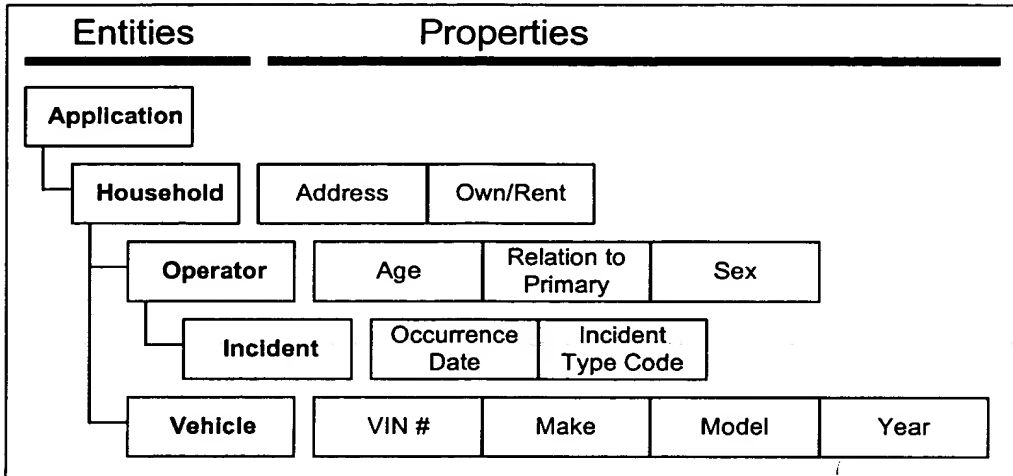 Entities Properties
Application
Household Address Own/Rent
Operator Age Relation to Primary Sex
Incident Occurrence Date Incident Type Code
Vehicle VIN # Make Model Year